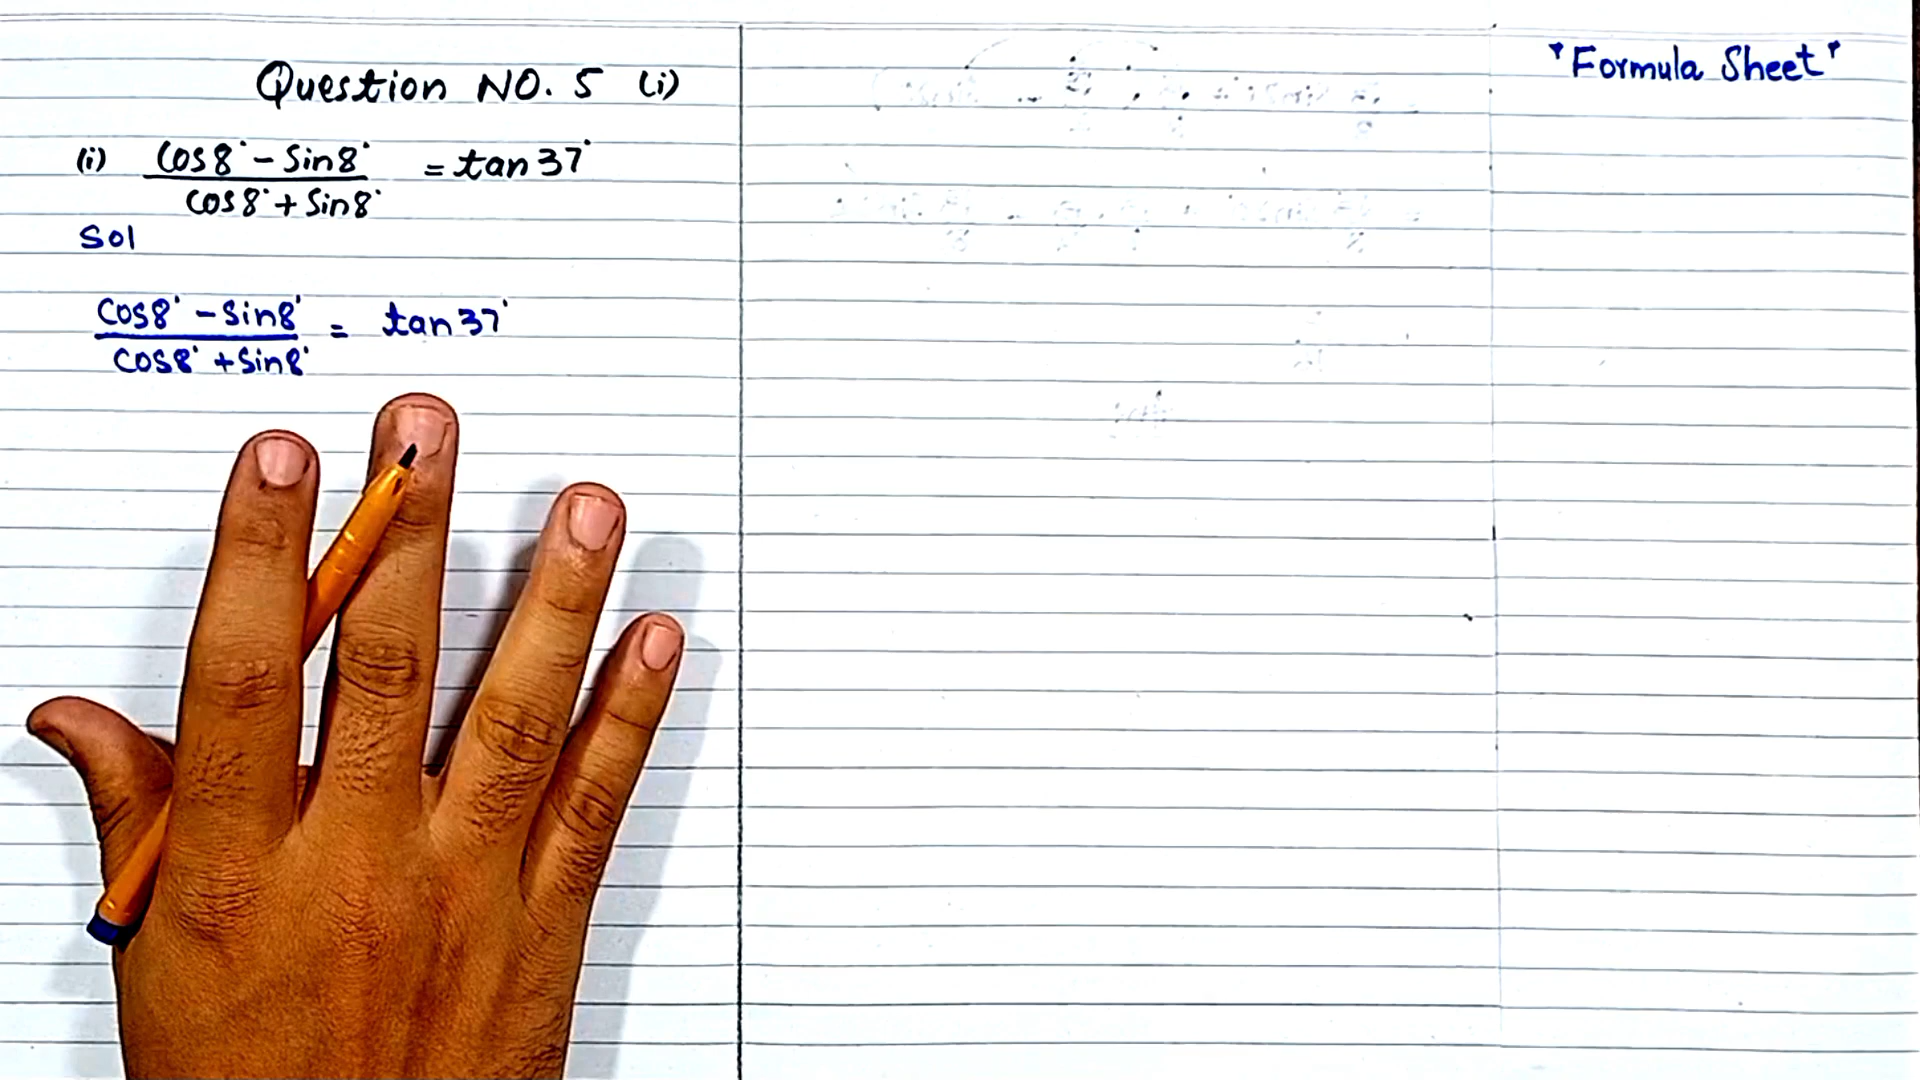 Question NO. 5 (i)
(i) Cos8° - Sin8° / Cos8° + Sin8° = tan37°
Sol
Cos8° - Sin8° / Cos8° + Sin8° = tan37°
"Formula Sheet"